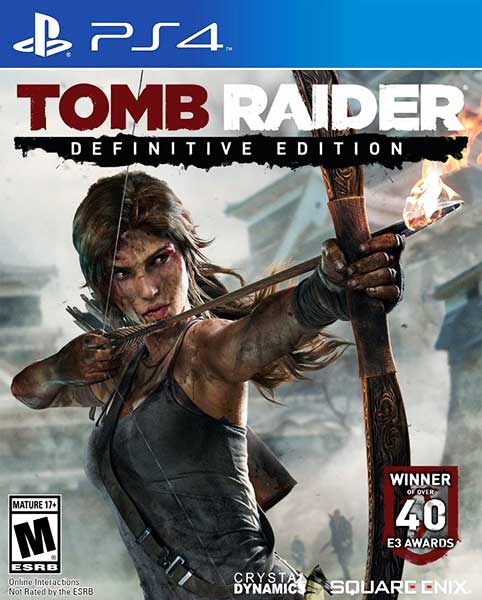 PS4™
TOMB RAIDER®
DEFINITIVE EDITION
WINNER
OF OVER
40
E3 AWARDS
MATURE 17+
M
ESRB
Online Interactions
Not Rated by the ESRB
CRYSTAL
DYNAMICS
SQUARE ENIX